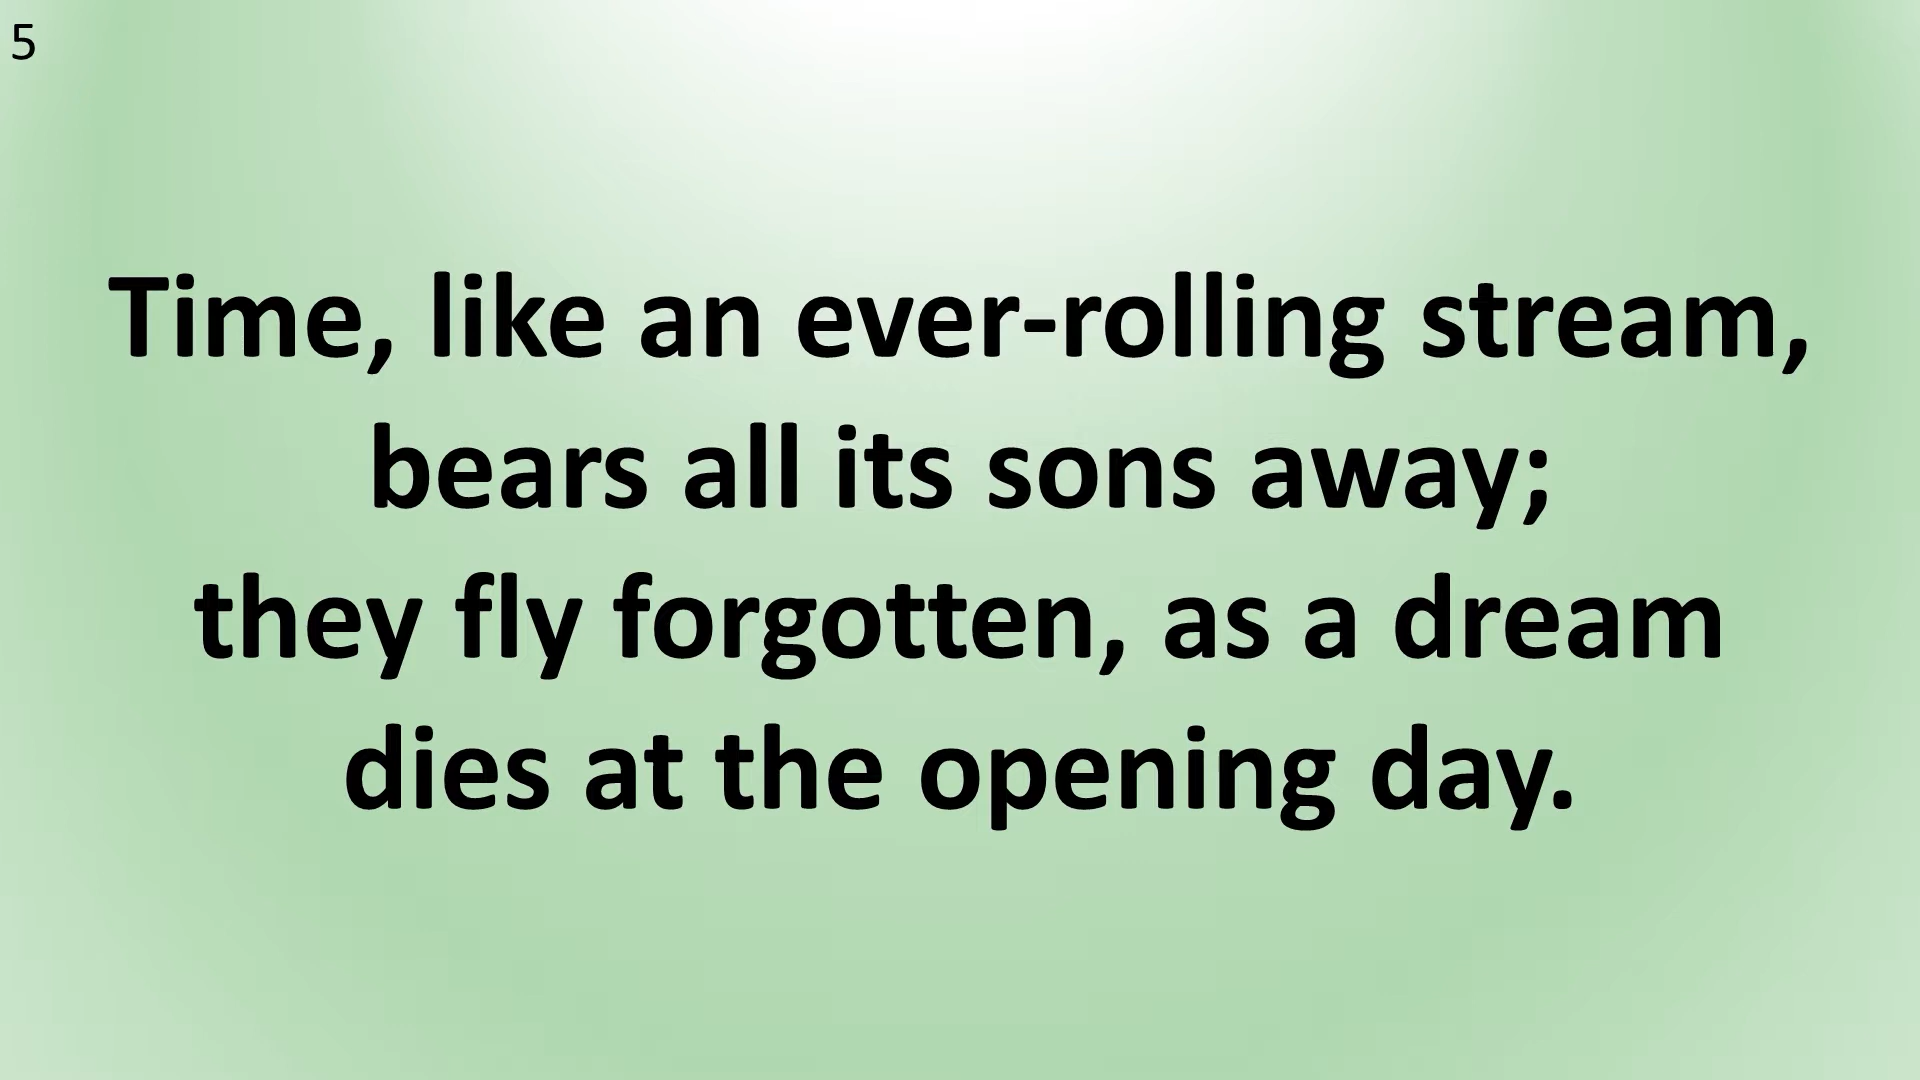 5
Time, like an ever-rolling stream,
bears all its sons away;
they fly forgotten, as a dream
dies at the opening day.